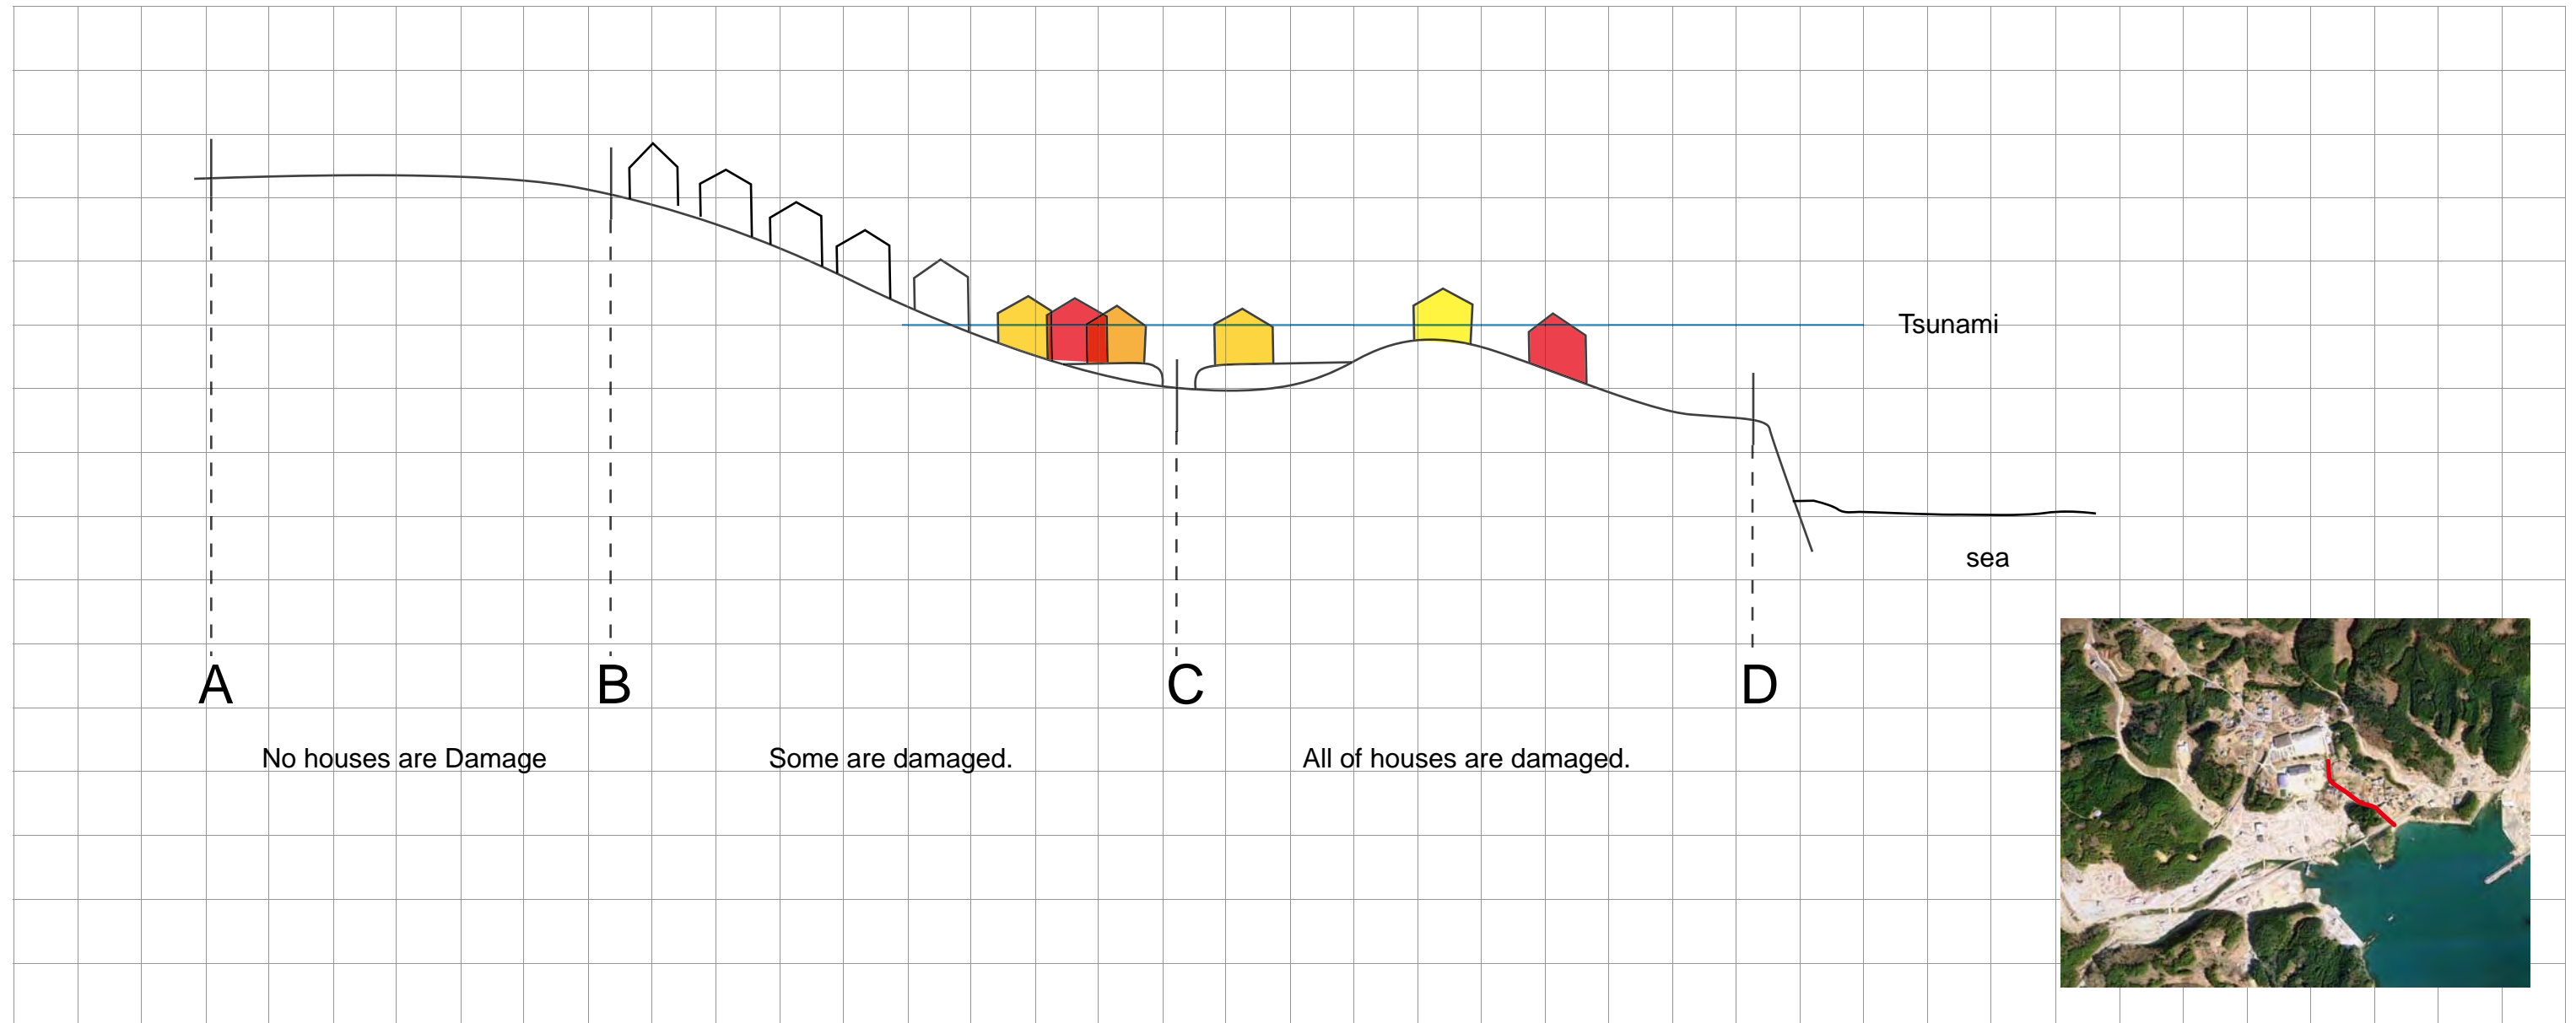 Tsunami
sea
A
B
C
D
No houses are Damage
Some are damaged.
All of houses are damaged.